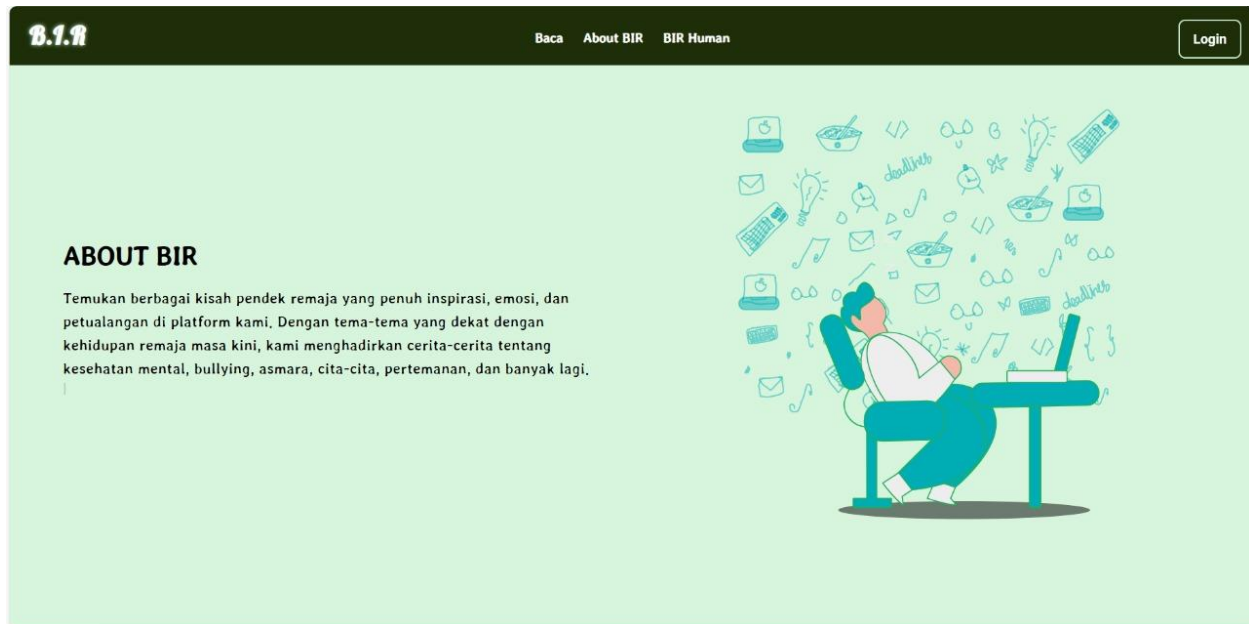 B.I.R
Baca
About BIR
BIR Human
Login
deadlines
ABOUT BIR
Temukan berbagai kisah pendek remaja yang penuh inspirasi, emosi, dan
petualangan di platform kami. Dengan tema-tema yang dekat dengan
kehidupan remaja masa kini, kami menghadirkan cerita-cerita tentang
kesehatan mental, bullying, asmara, cita-cita, pertemanan, dan banyak lagi.
deadlines